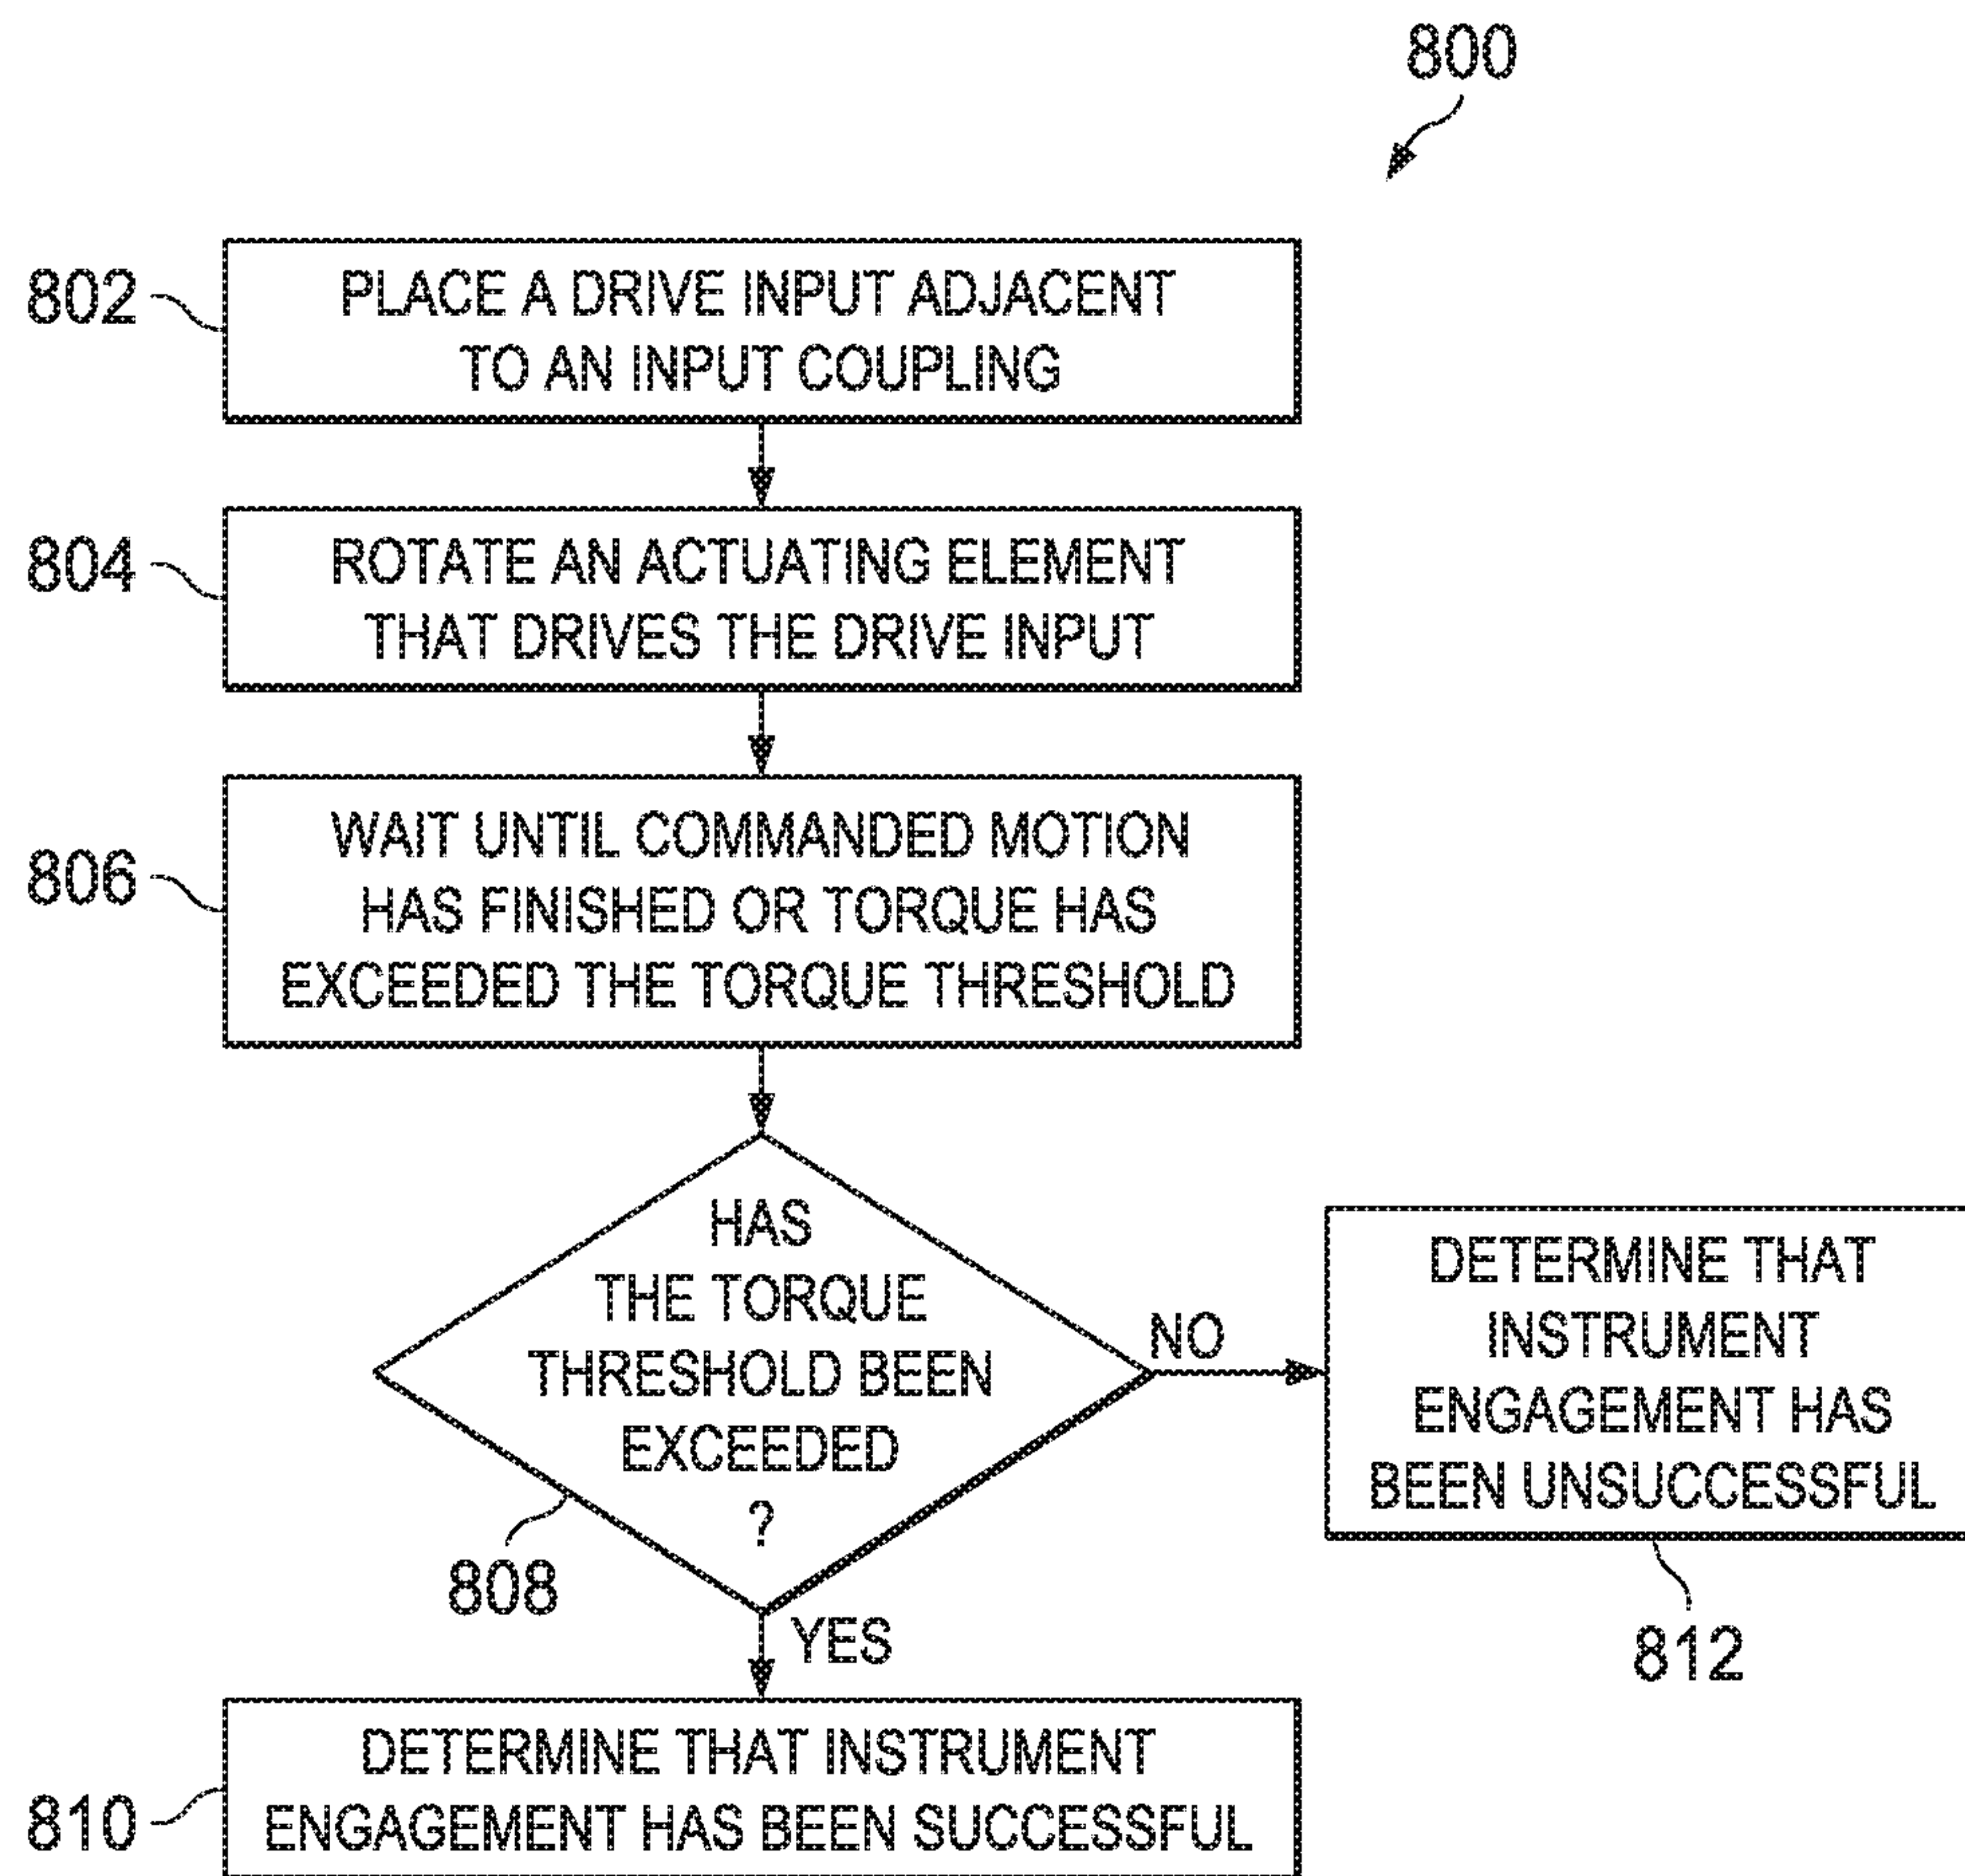 800
802
PLACE A DRIVE INPUT ADJACENT
TO AN INPUT COUPLING
804
ROTATE AN ACTUATING ELEMENT
THAT DRIVES THE DRIVE INPUT
806
WAIT UNTIL COMMANDED MOTION
HAS FINISHED OR TORQUE HAS
EXCEEDED THE TORQUE THRESHOLD
HAS
THE TORQUE
THRESHOLD BEEN
EXCEEDED
?
808
NO
DETERMINE THAT
INSTRUMENT
ENGAGEMENT HAS
BEEN UNSUCCESSFUL
812
YES
810
DETERMINE THAT INSTRUMENT
ENGAGEMENT HAS BEEN SUCCESSFUL